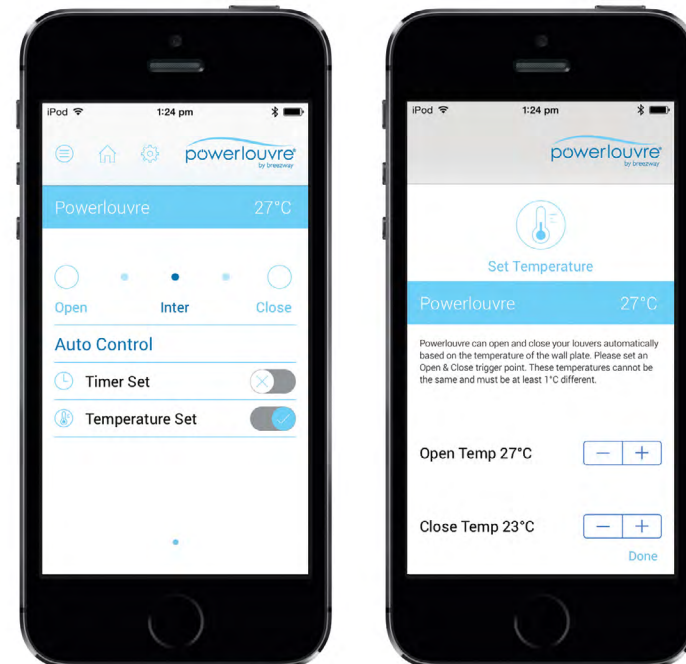 iPod
1:24 pm
powerlouvre®
by breezway
Powerlouvre 27°C
Open Inter Close
Auto Control
Timer Set
Temperature Set
iPod
1:24 pm
powerlouvre®
by breezway
Set Temperature
Powerlouvre 27°C
Powerlouvre can open and close your louvers automatically
based on the temperature of the wall plate. Please set an
Open & Close trigger point. These temperatures cannot be
the same and must be at least 1°C different.
Open Temp 27°C − +
Close Temp 23°C − +
Done